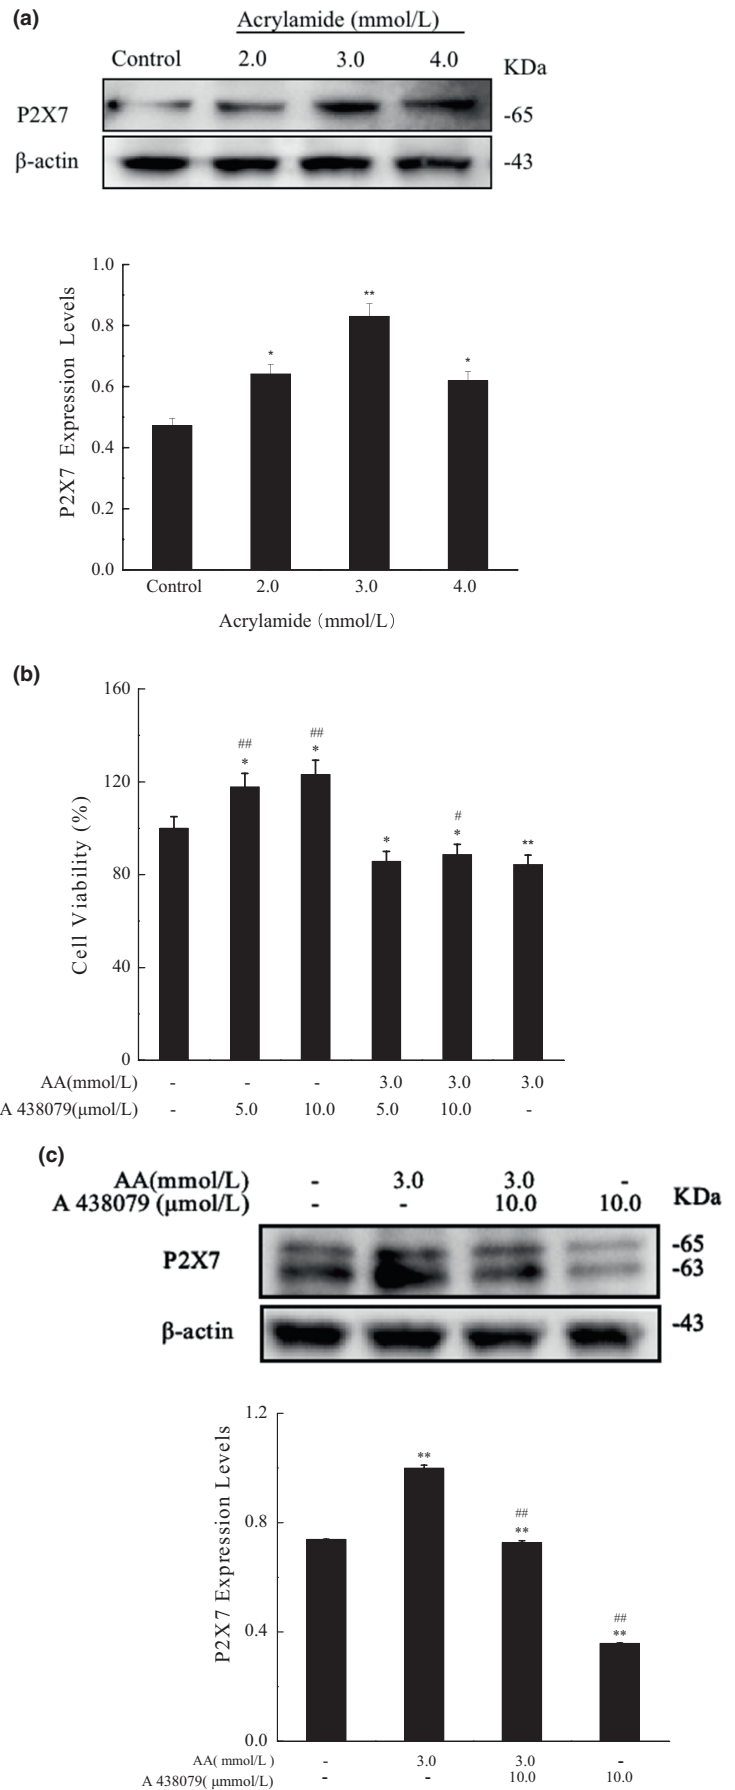 (a)
Acrylamide (mmol/L)
Control 2.0 3.0 4.0 KDa
P2X7 -65
β-actin -43
P2X7 Expression Levels
1.0
**
0.8
*
*
0.6
0.4
0.2
0.0
Control 2.0 3.0 4.0
Acrylamide (mmol/L)
(b)
Cell Viability (%)
160
## ##
* *
120
#
* * **
80
40
0
AA(mmol/L) - - - 3.0 3.0 3.0
A 438079(μmol/L) - 5.0 10.0 5.0 10.0 -
(c)
AA(mmol/L) - 3.0 3.0 - KDa
A 438079 (μmol/L) - - 10.0 10.0
P2X7 -65
-63
β-actin -43
P2X7 Expression Levels
1.2
**
##
**
0.8
##
**
0.4
0.0
AA( mmol/L ) - 3.0 3.0 -
A 438079( μmmol/L) - - 10.0 10.0